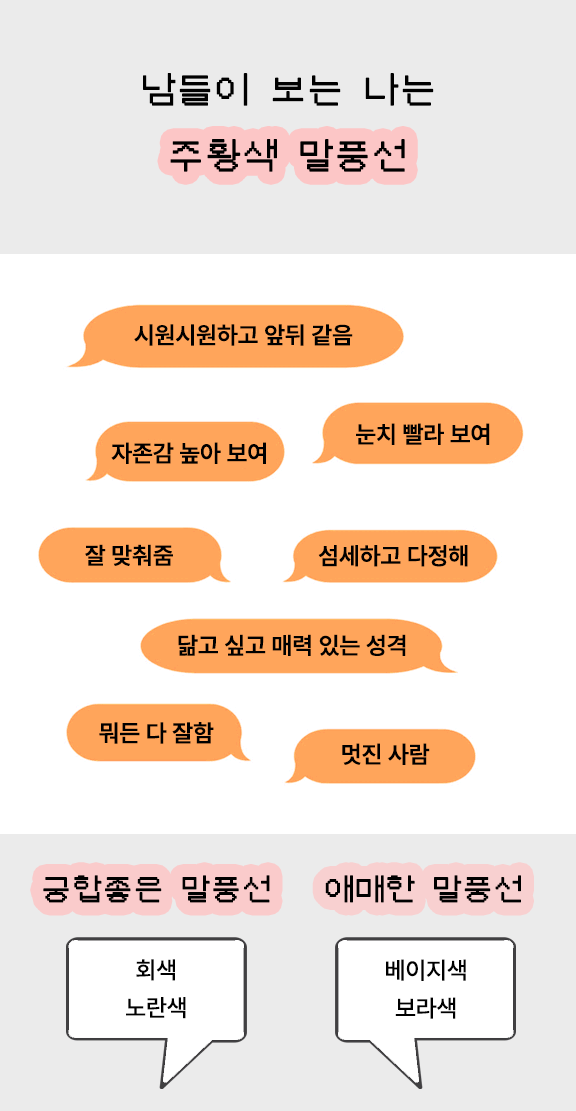 남들이 보는 나는
주황색 말풍선
시원시원하고 앞뒤 같음
눈치 빨라 보여
자존감 높아 보여
잘 맞춰줌
섬세하고 다정해
닮고 싶고 매력 있는 성격
뭐든 다 잘함
멋진 사람
궁합좋은 말풍선
회색
노란색
애매한 말풍선
베이지색
보라색